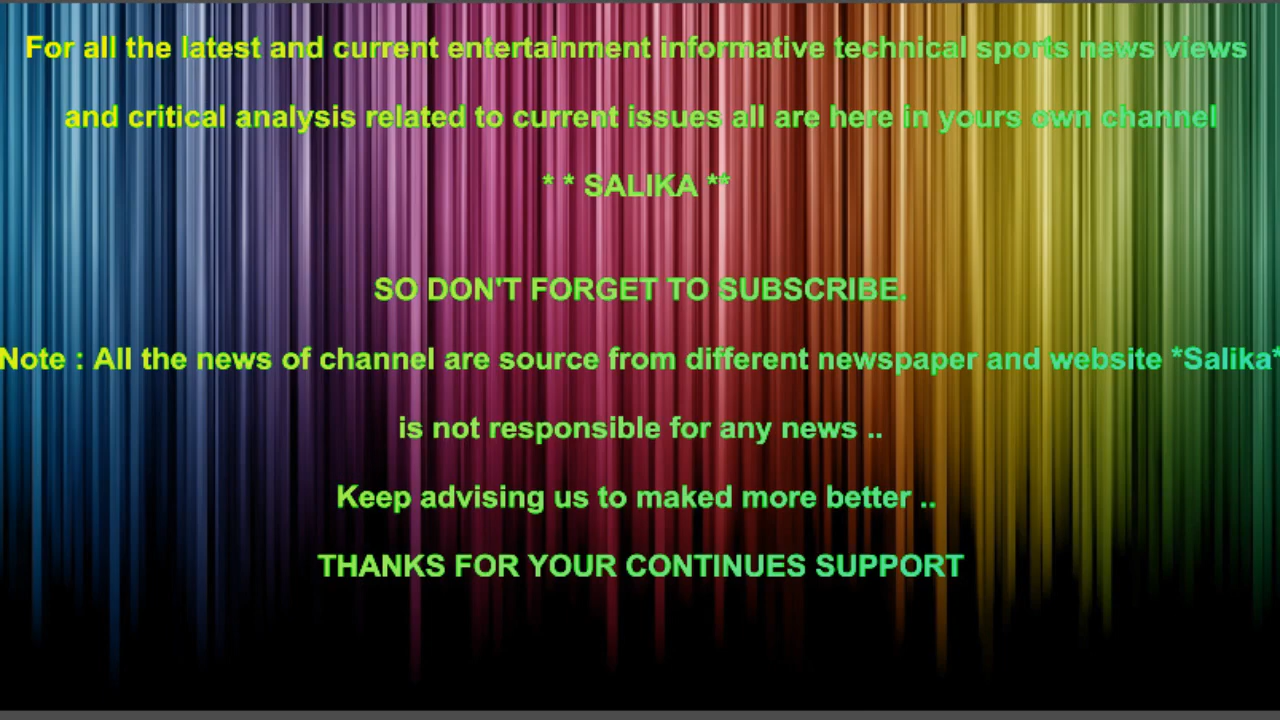 For all the latest and current entertainment informative technical sports news views
and critical analysis related to current issues all are here in yours own channel
* * SALIKA **
SO DON'T FORGET TO SUBSCRIBE.
Note : All the news of channel are source from different newspaper and website *Salika*
is not responsible for any news ..
Keep advising us to maked more better ..
THANKS FOR YOUR CONTINUES SUPPORT